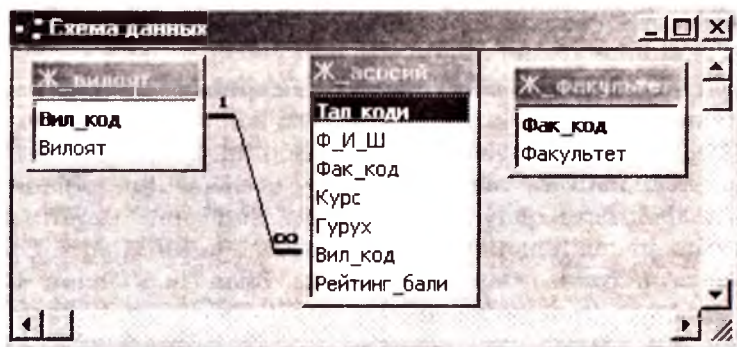 Схема данных
Ж_вилоят
Вил_код
Вилоят
1
∞
Ж_асосий
Тал_коди
Ф_И_Ш
Фак_код
Курс
Гурух
Вил_код
Рейтинг_бали
Ж_факультет
Фак_код
Факультет